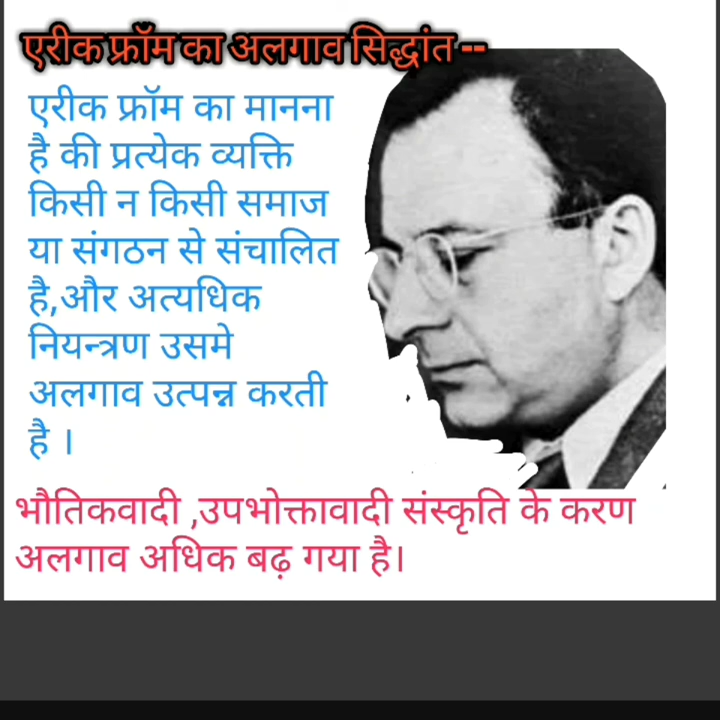 एरीक फ्रॉम का अलगाव सिद्धांत --
एरीक फ्रॉम का मानना
है की प्रत्येक व्यक्ति
किसी न किसी समाज
या संगठन से संचालित
है,और अत्यधिक
नियन्त्रण उसमे
अलगाव उत्पन्न करती
है ।
भौतिकवादी ,उपभोक्तावादी संस्कृति के करण
अलगाव अधिक बढ़ गया है।